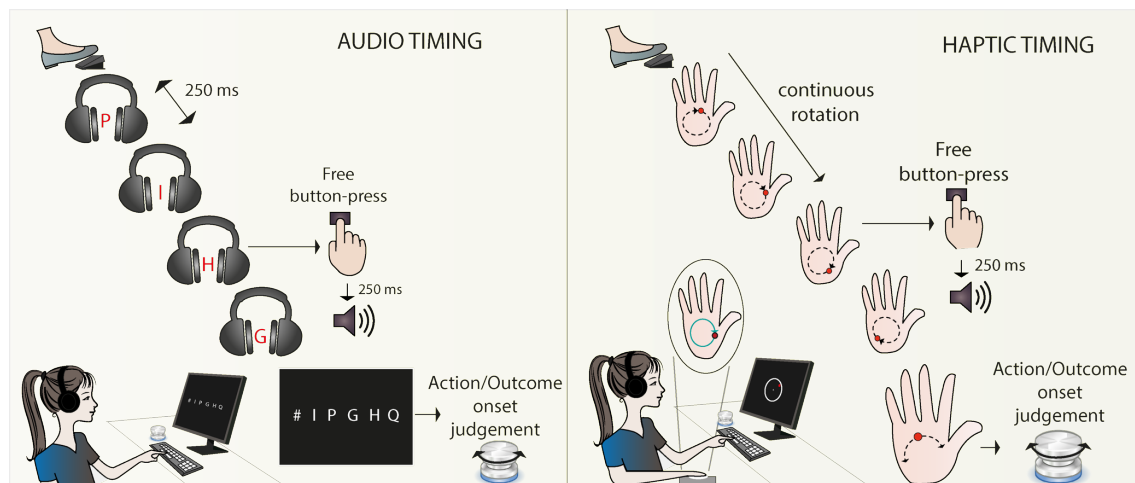 AUDIO TIMING
250 ms
P
I
H
G
Free
button-press
250 ms
# I P G H Q
# I P G H Q
Action/Outcome
onset
judgement
HAPTIC TIMING
continuous
rotation
Free
button-press
250 ms
Action/Outcome
onset
judgement